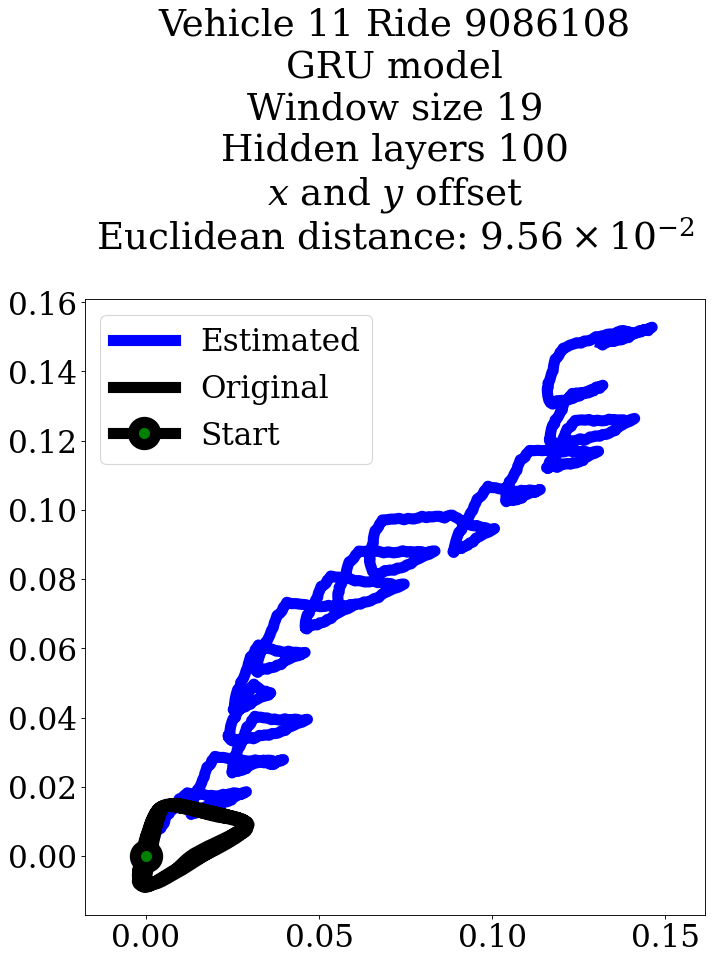 Vehicle 11 Ride 9086108
GRU model
Window size 19
Hidden layers 100
x and y offset
Euclidean distance: 9.56 × 10⁻²
0.16
0.14
0.12
0.10
0.08
0.06
0.04
0.02
0.00
Estimated
Original
Start
0.00 0.05 0.10 0.15